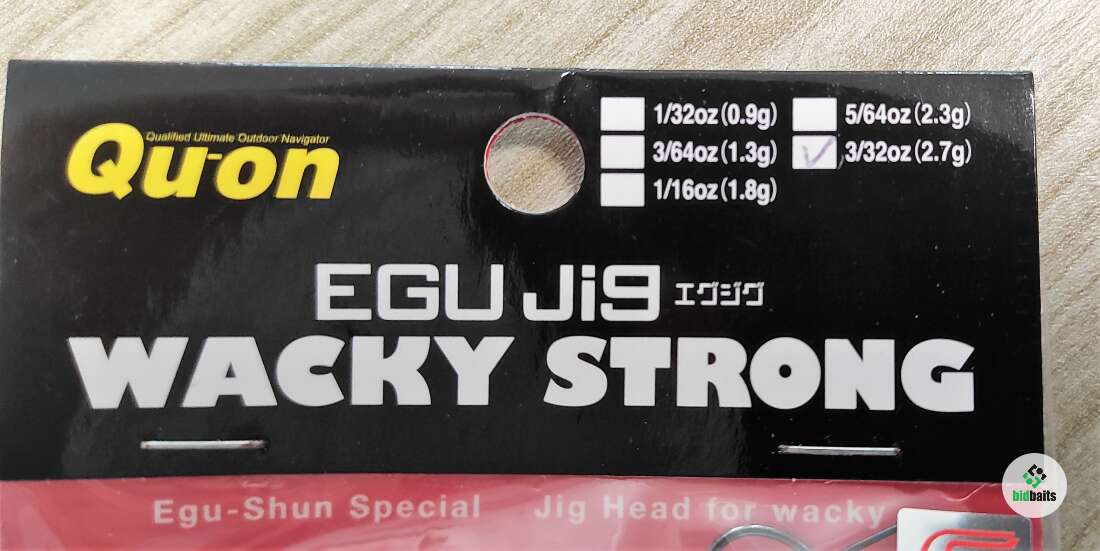 Qualified Ultimate Outdoor Navigator
Qu-on
1/32oz(0.9g)
3/64oz(1.3g)
1/16oz(1.8g)
5/64oz(2.3g)
3/32oz(2.7g)
EGU Jig エグジグ
WACKY STRONG
Egu-Shun Special Jig Head for wacky
bidbaits